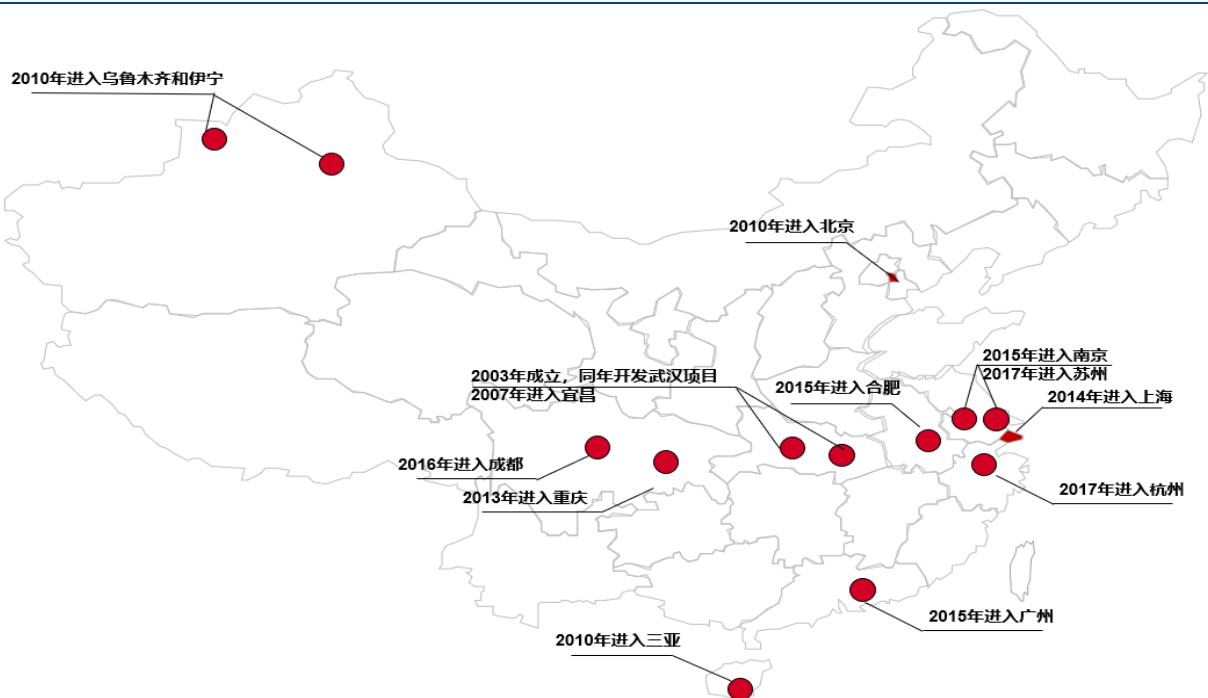 2010年进入乌鲁木齐和伊宁
2010年进入北京
2003年成立，同年开发武汉项目
2007年进入宜昌
2015年进入合肥
2015年进入南京
2017年进入苏州
2014年进入上海
2016年进入成都
2013年进入重庆
2017年进入杭州
2015年进入广州
2010年进入三亚